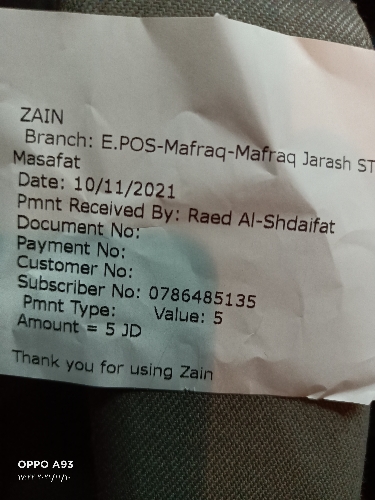 ZAIN
Branch: E.POS-Mafraq-Mafraq Jarash ST
Masafat
Date: 10/11/2021
Pmnt Received By: Raed Al-Shdaifat
Document No:
Payment No:
Customer No:
Subscriber No: 0786485135
Pmnt Type: Value: 5
Amount = 5 JD
Thank you for using Zain
OPPO A93